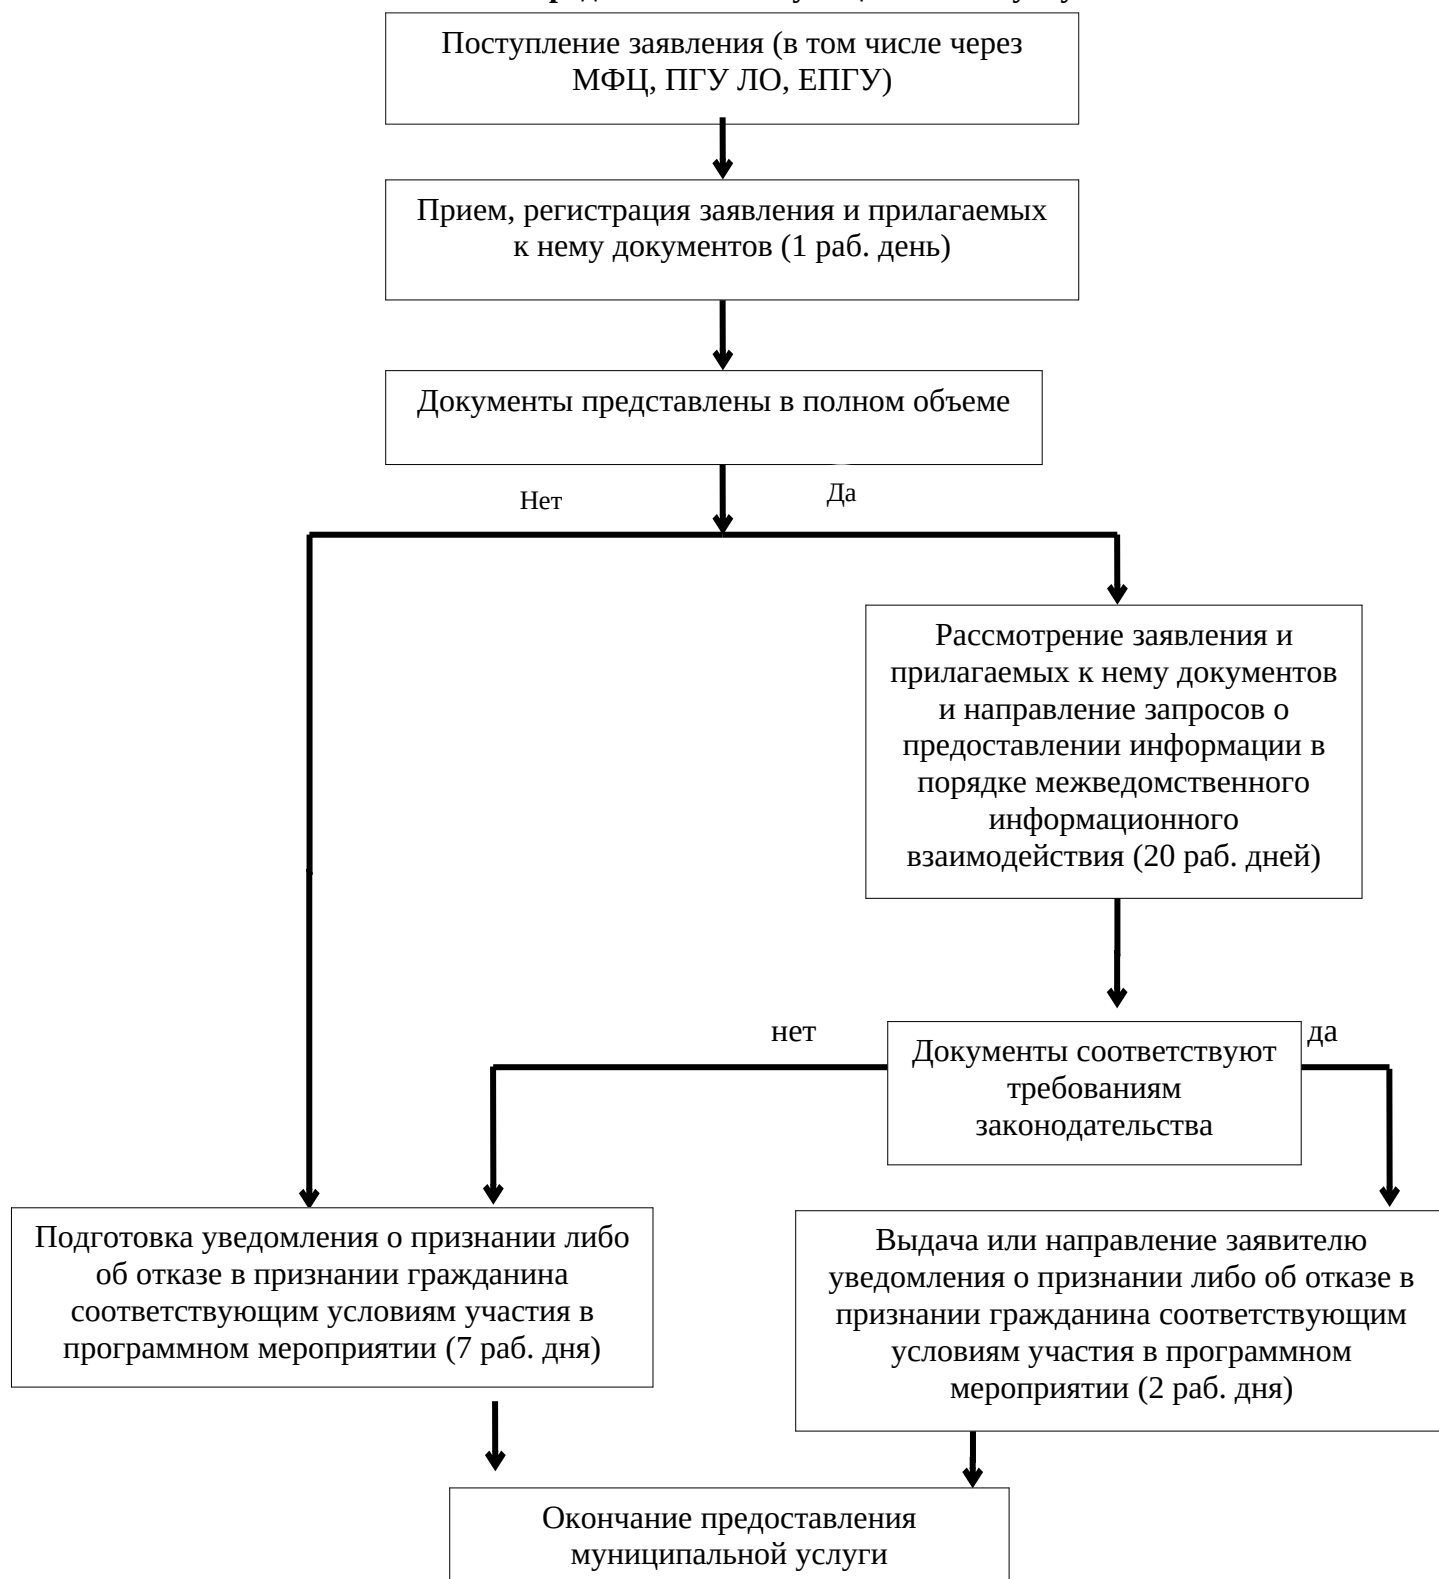 Поступление заявления (в том числе через
МФЦ, ПГУ ЛО, ЕПГУ)
Прием, регистрация заявления и прилагаемых
к нему документов (1 раб. день)
Документы представлены в полном объеме
Нет
Да
Рассмотрение заявления и
прилагаемых к нему документов
и направление запросов о
предоставлении информации в
порядке межведомственного
информационного
взаимодействия (20 раб. дней)
нет
да
Документы соответствуют
требованиям
законодательства
Подготовка уведомления о признании либо
об отказе в признании гражданина
соответствующим условиям участия в
программном мероприятии (7 раб. дня)
Выдача или направление заявителю
уведомления о признании либо об отказе в
признании гражданина соответствующим
условиям участия в программном
мероприятии (2 раб. дня)
Окончание предоставления
муниципальной услуги